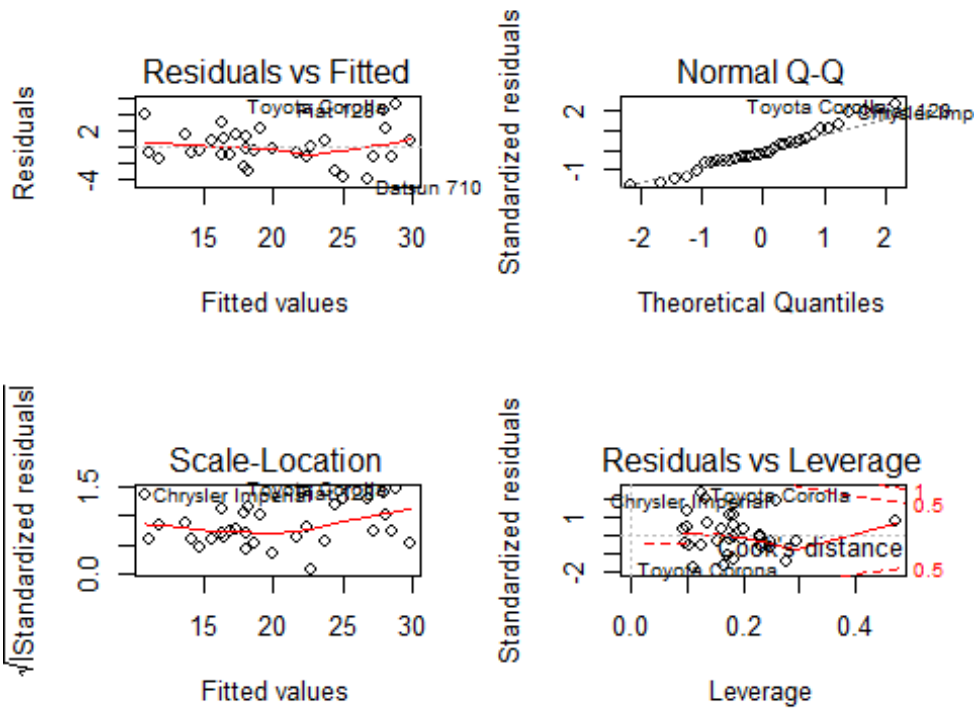 Residuals vs Fitted
Residuals
2
-4
Toyota Corolla
Fiat 128
Datsun 710
15 20 25 30
Fitted values
Normal Q-Q
Standardized residuals
2
-1
Toyota Corolla
Chrysler Imp
-2 -1 0 1 2
Theoretical Quantiles
Scale-Location
√|Standardized residuals|
1.5
0.0
Chrysler Imperial
Toyota Corolla
Fiat 128
15 20 25 30
Fitted values
Residuals vs Leverage
Standardized residuals
1
-2
Chrysler Imperial
Toyota Corolla
Cook's distance
Toyota Corona
1
0.5
0.5
0.0 0.2 0.4
Leverage